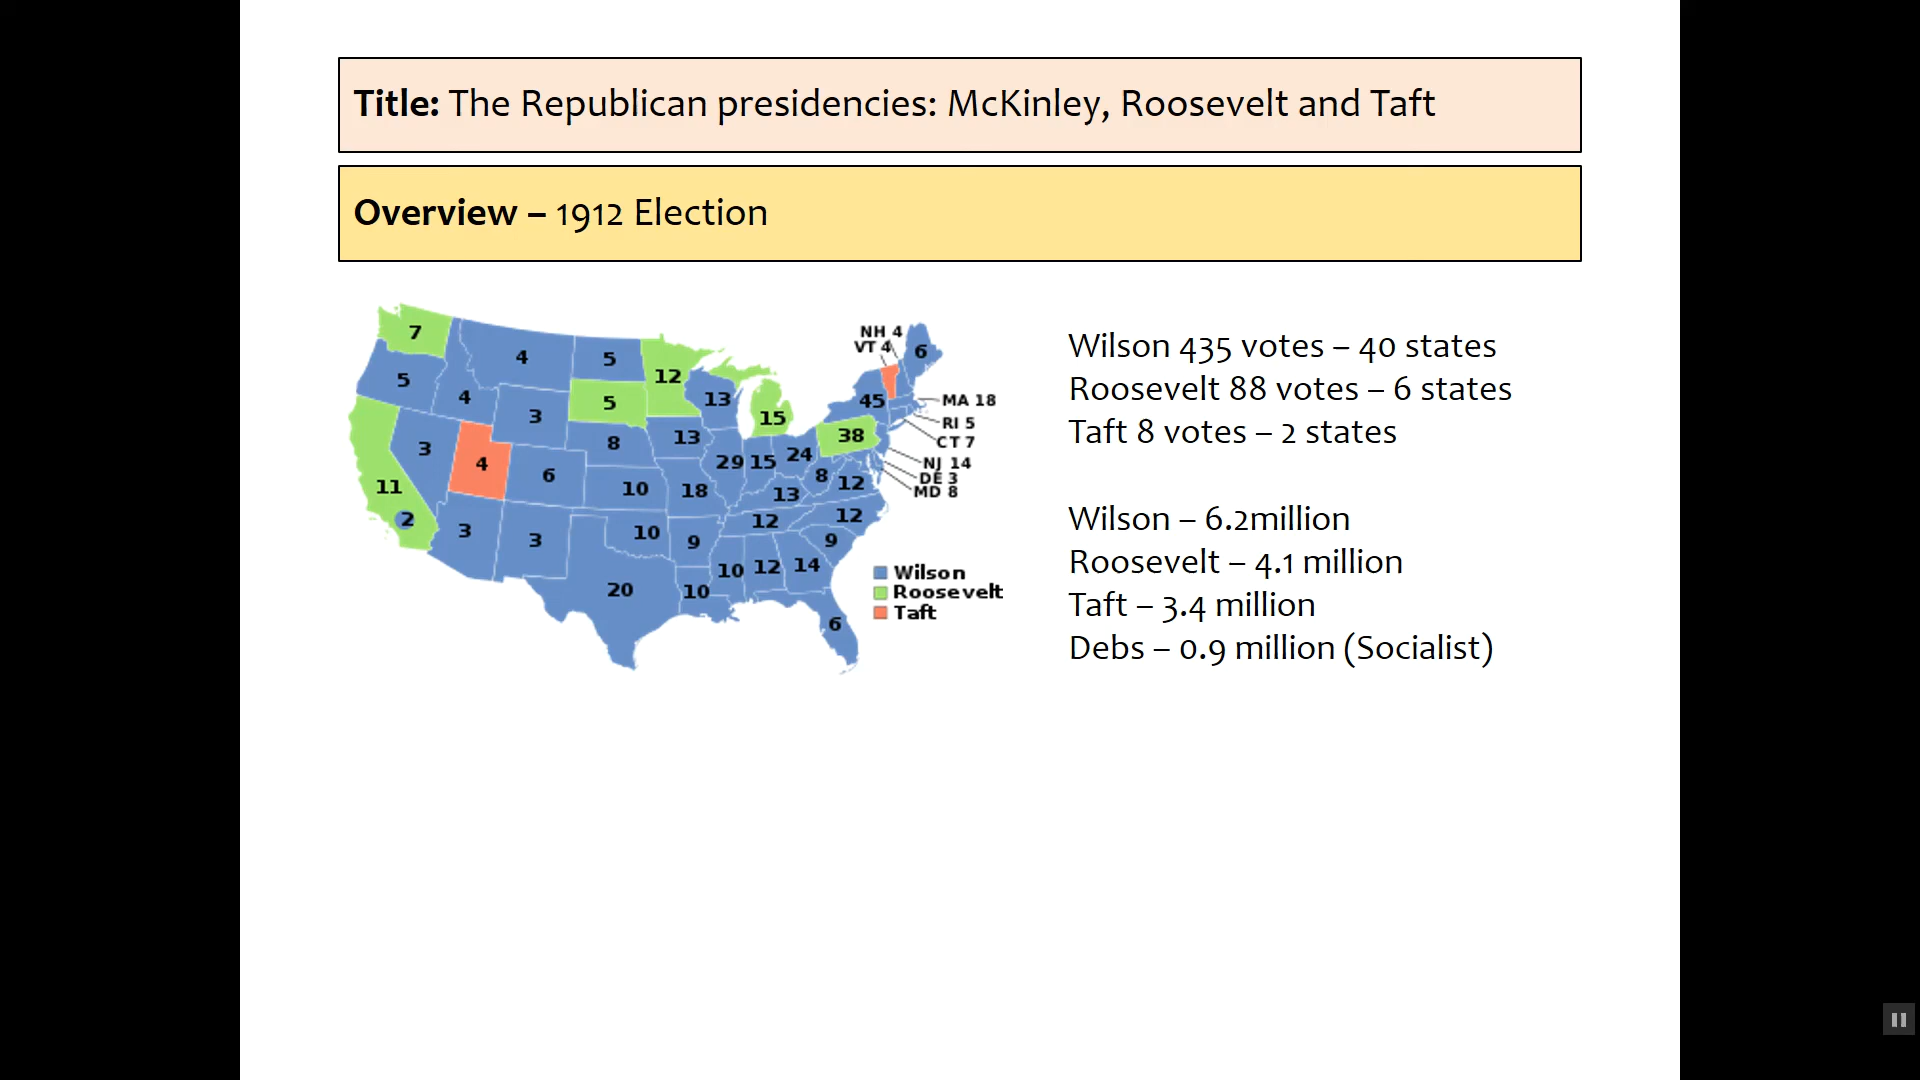 Title: The Republican presidencies: McKinley, Roosevelt and Taft
Overview – 1912 Election
Wilson 435 votes – 40 states
Roosevelt 88 votes – 6 states
Taft 8 votes – 2 states
Wilson – 6.2million
Roosevelt – 4.1 million
Taft – 3.4 million
Debs – 0.9 million (Socialist)
7
4
5
12
NH 4
VT 4
6
5
4
3
5
13
15
45
MA 18
RI 5
CT 7
3
4
6
8
13
29
15
24
38
NJ 14
DE 3
MD 8
11
2
10
18
13
8
12
3
3
10
9
12
12
9
20
10
10
12
14
6
Wilson
Roosevelt
Taft